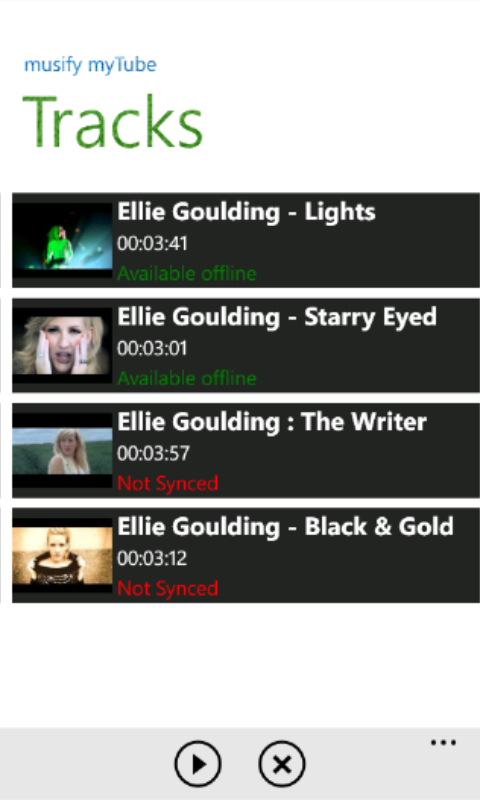 musify myTube
Tracks
Ellie Goulding - Lights
00:03:41
Available offline
Ellie Goulding - Starry Eyed
00:03:01
Available offline
Ellie Goulding : The Writer
00:03:57
Not Synced
Ellie Goulding - Black & Gold
00:03:12
Not Synced